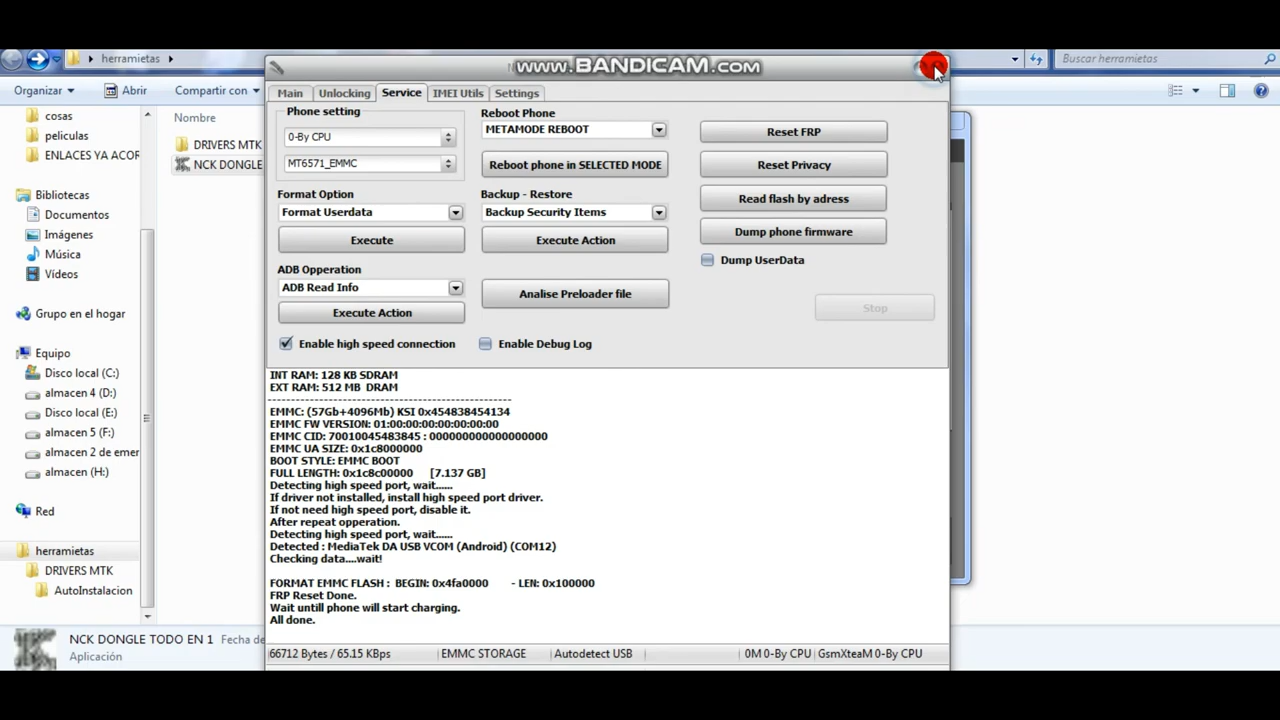 herramietas
www.BANDICAM.com
Buscar herramietas
Organizar
Abrir
Compartir con
cosas
peliculas
ENLACES YA ACOR
Bibliotecas
Documentos
Imágenes
Música
Vídeos
Grupo en el hogar
Equipo
Disco local (C:)
almacen 4 (D:)
Disco local (E:)
almacen 5 (F:)
almacen 2 de emer
almacen (H:)
Red
herramietas
DRIVERS MTK
AutoInstalacion
Nombre
DRIVERS MTK
NCK DONGLE
Main
Unlocking
Service
IMEI Utils
Settings
Phone setting
0-By CPU
MT6571_EMMC
Format Option
Format Userdata
Execute
ADB Opperation
ADB Read Info
Execute Action
Enable high speed connection
Reboot Phone
METAMODE REBOOT
Reboot phone in SELECTED MODE
Backup - Restore
Backup Security Items
Execute Action
Analise Preloader file
Enable Debug Log
Reset FRP
Reset Privacy
Read flash by adress
Dump phone firmware
Dump UserData
Stop
INT RAM: 128 KB SDRAM
EXT RAM: 512 MB DRAM
--------------------------------------------------
EMMC: (57Gb+4096Mb) KSI 0x454838454134
EMMC FW VERSION: 01:00:00:00:00:00:00:00
EMMC CID: 70010045483845 : 000000000000000000
EMMC UA SIZE: 0x1c8000000
BOOT STYLE: EMMC BOOT
FULL LENGTH: 0x1c8c00000 [7.137 GB]
Detecting high speed port, wait......
If driver not installed, install high speed port driver.
If not need high speed port, disable it.
After repeat opperation.
Detecting high speed port, wait......
Detected : MediaTek DA USB VCOM (Android) (COM12)
Checking data....wait!
FORMAT EMMC FLASH : BEGIN: 0x4fa0000 - LEN: 0x100000
FRP Reset Done.
Wait untill phone will start charging.
All done.
66712 Bytes / 65.15 KBps
EMMC STORAGE
Autodetect USB
0M 0-By CPU
GsmXteaM 0-By CPU
NCK DONGLE TODO EN 1
Fecha de
Aplicación